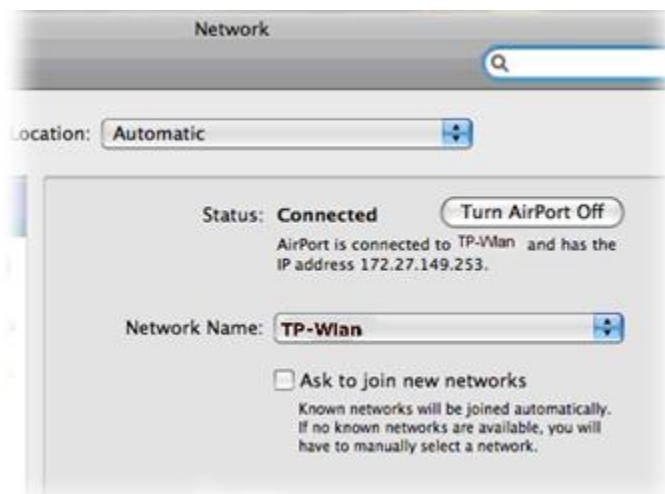 Network
Location: Automatic
Status: Connected Turn AirPort Off
AirPort is connected to TP-Wlan and has the
IP address 172.27.149.253.
Network Name: TP-Wlan
Ask to join new networks
Known networks will be joined automatically.
If no known networks are available, you will
have to manually select a network.